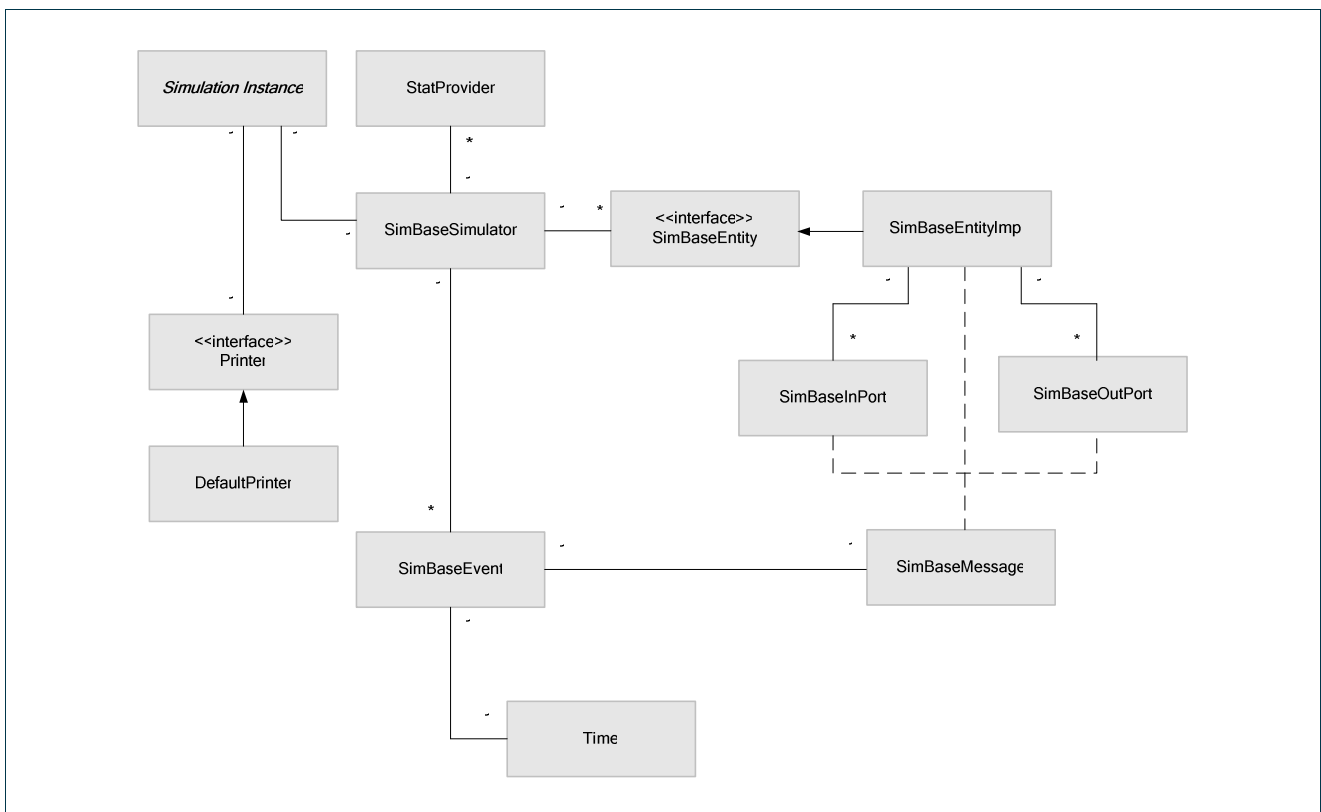 Simulation Instance
StatProvider
*
SimBaseSimulator
*
<<interface>>
SimBaseEntity
SimBaseEntityImp
<<interface>>
Printer
*
*
SimBaseInPort
SimBaseOutPort
DefaultPrinter
*
SimBaseEvent
SimBaseMessage
Time